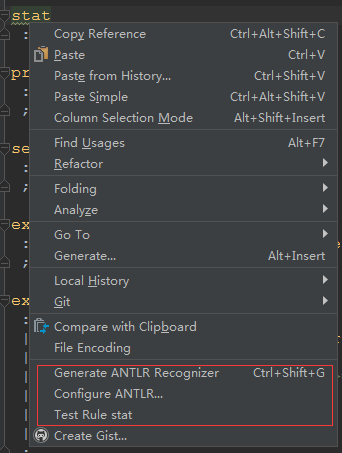 stat
Copy Reference Ctrl+Alt+Shift+C
:
Paste Ctrl+V
pr
Paste from History... Ctrl+Shift+V
:
Paste Simple Ctrl+Alt+Shift+V
;
Column Selection Mode Alt+Shift+Insert
Find Usages Alt+F7
se
Refactor
:
;
Folding
Analyze
ex
Go To
:
Generate... Alt+Insert
;
Local History
ex
Git
:
Compare with Clipboard
|
File Encoding
|
Generate ANTLR Recognizer Ctrl+Shift+G
|
Configure ANTLR...
|
Test Rule stat
|
Create Gist...